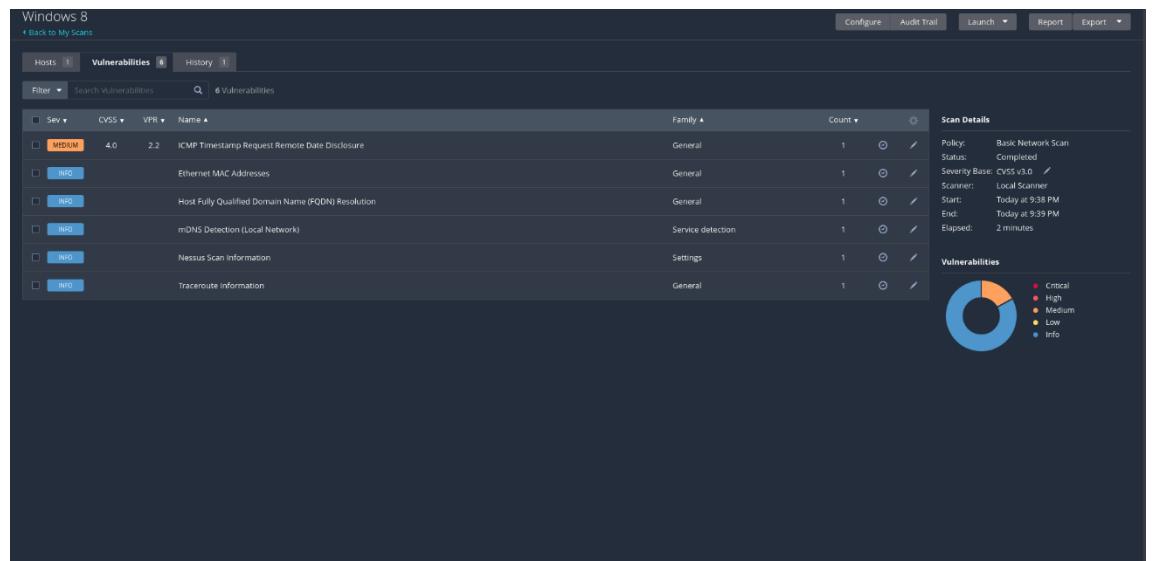 Windows 8
Back to My Scans
Configure Audit Trail Launch Report Export
Hosts 1 Vulnerabilities 6 History 1
Filter Search Vulnerabilities 6 Vulnerabilities
Sev CVSS VPR Name Family Count
MEDIUM 4.0 2.2 ICMP Timestamp Request Remote Date Disclosure General 1
INFO Ethernet MAC Addresses General 1
INFO Host Fully Qualified Domain Name (FQDN) Resolution General 1
INFO mDNS Detection (Local Network) Service detection 1
INFO Nessus Scan Information Settings 1
INFO Traceroute Information General 1
Scan Details
Policy: Basic Network Scan
Status: Completed
Severity Base: CVSS v3.0
Scanner: Local Scanner
Start: Today at 9:38 PM
End: Today at 9:39 PM
Elapsed: 2 minutes
Vulnerabilities
Critical
High
Medium
Low
Info